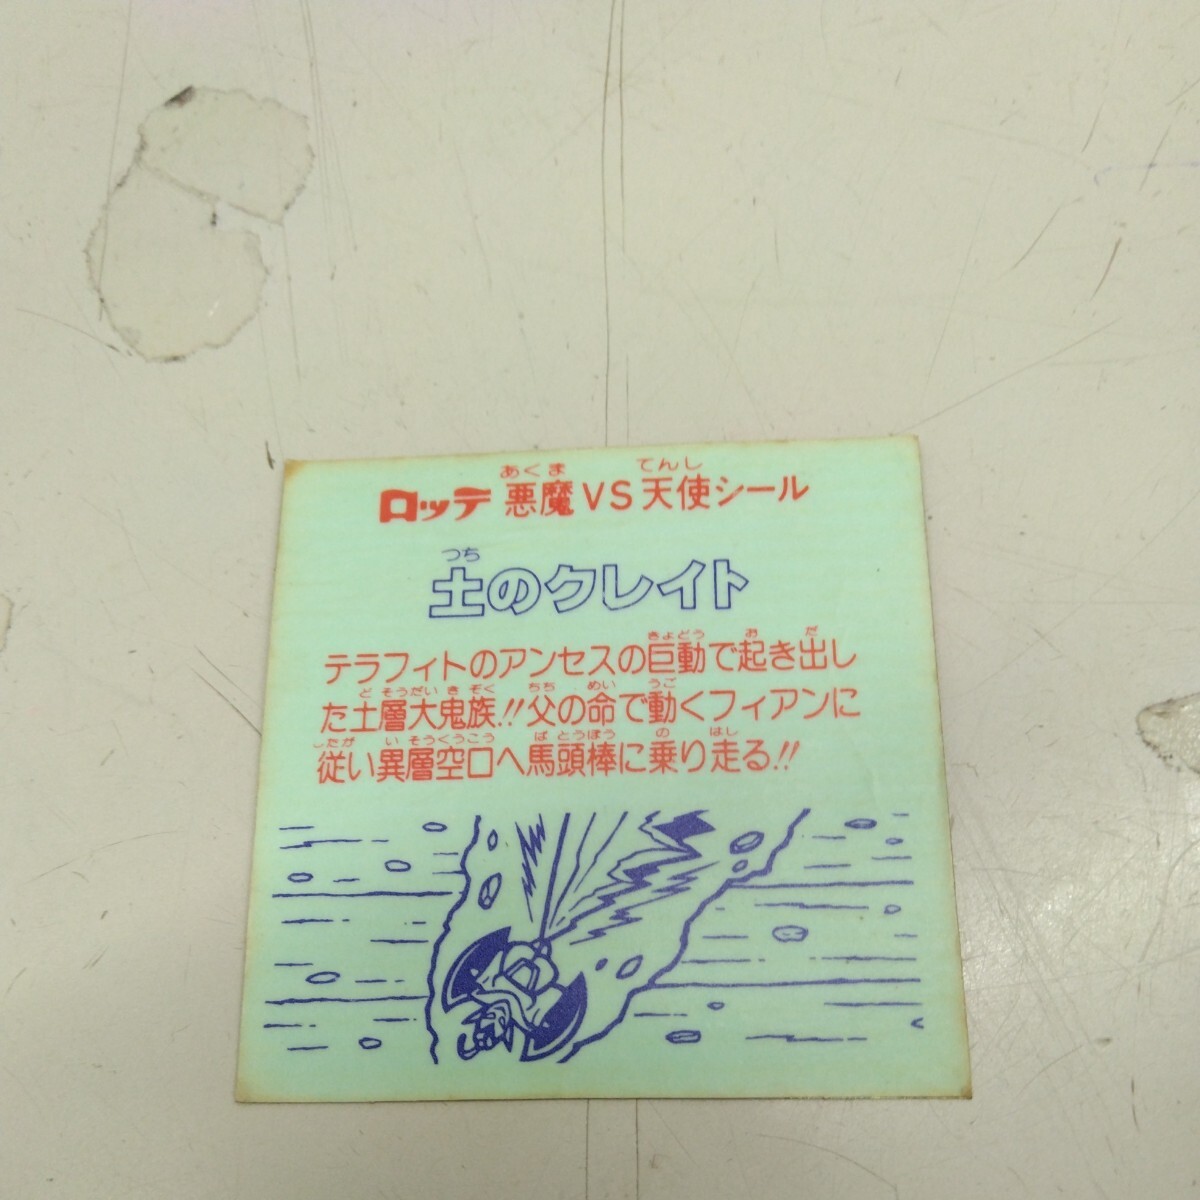 あくま てんし
ロッテ 悪魔VS天使シール
つち
土のクレイト
きょどう お だ
テラフィトのアンセスの巨動で起き出し
ど そうだい き ぞく ちち めい うご
た土層大鬼族!!父の命で動くフィアンに
したが い そうくうこう ば とうぼう の はし
従い異層空口へ馬頭棒に乗り走る!!